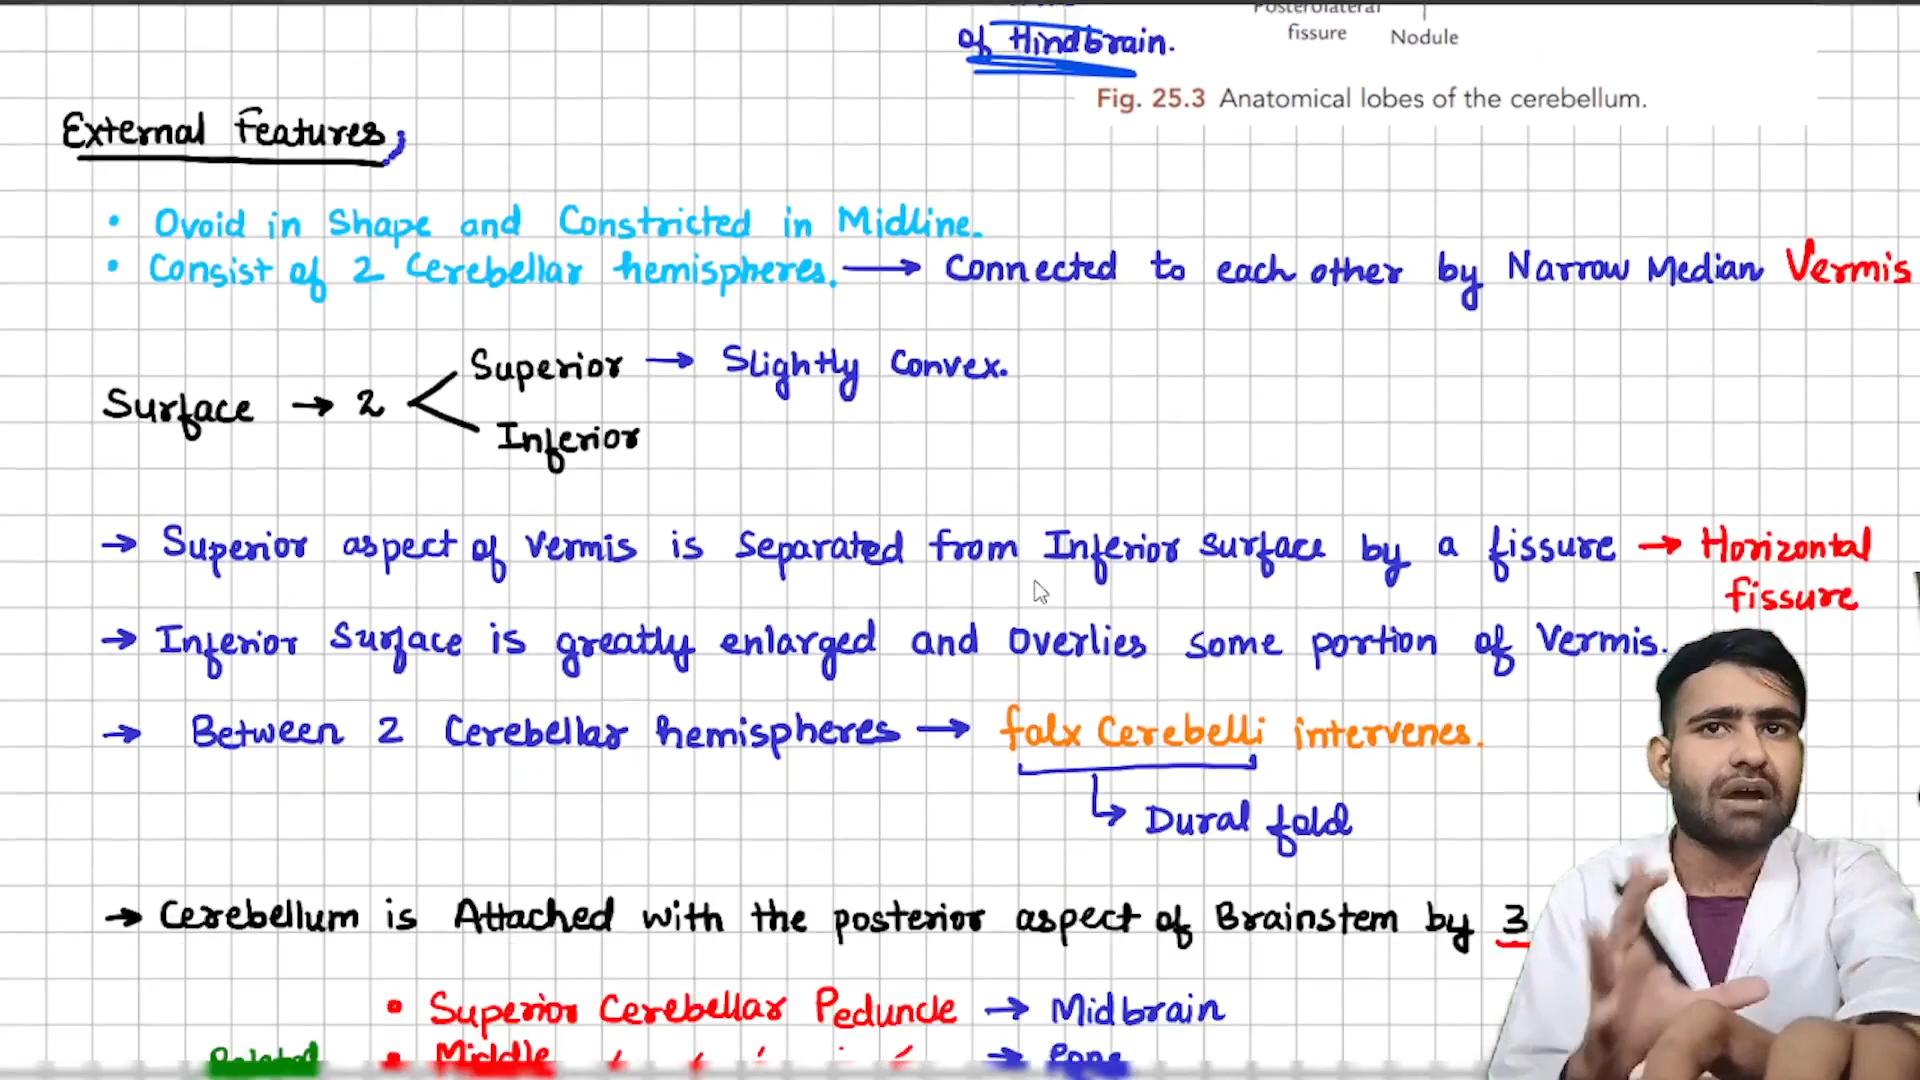 of Hindbrain.
Posterolateral
fissure
Nodule
Fig. 25.3 Anatomical lobes of the cerebellum.
External Features,
• Ovoid in Shape and Constricted in Midline.
• Consist of 2 Cerebellar hemispheres. → Connected to each other by Narrow Median Vermis
Superior → Slightly Convex.
Surface → 2
Inferior
→ Superior aspect of Vermis is separated from Inferior surface by a fissure → Horizontal
fissure
→ Inferior Surface is greatly enlarged and overlies some portion of Vermis.
→ Between 2 Cerebellar hemispheres → falx Cerebelli intervenes.
Dural fold
→ Cerebellum is Attached with the posterior aspect of Brainstem by 3
• Superior Cerebellar Peduncle → Midbrain
• Middle → Pons